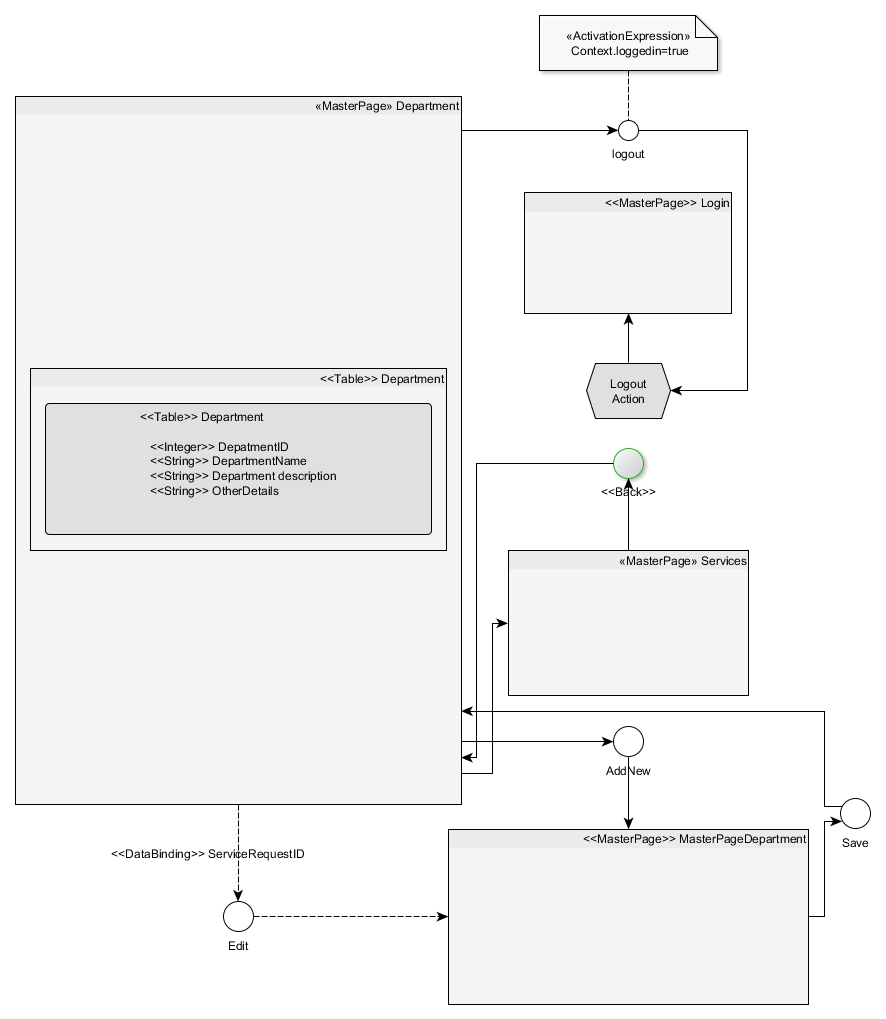 «ActivationExpression»
Context.loggedin=true
«MasterPage» Department
logout
<<MasterPage>> Login
<<Table>> Department
Logout
Action
<<Table>> Department
<<Integer>> DepatmentID
<<String>> DepartmentName
<<String>> Department description
<<String>> OtherDetails
<<Back>>
«MasterPage» Services
AddNew
<<MasterPage>> MasterPageDepartment
Save
<<DataBinding>> ServiceRequestID
Edit